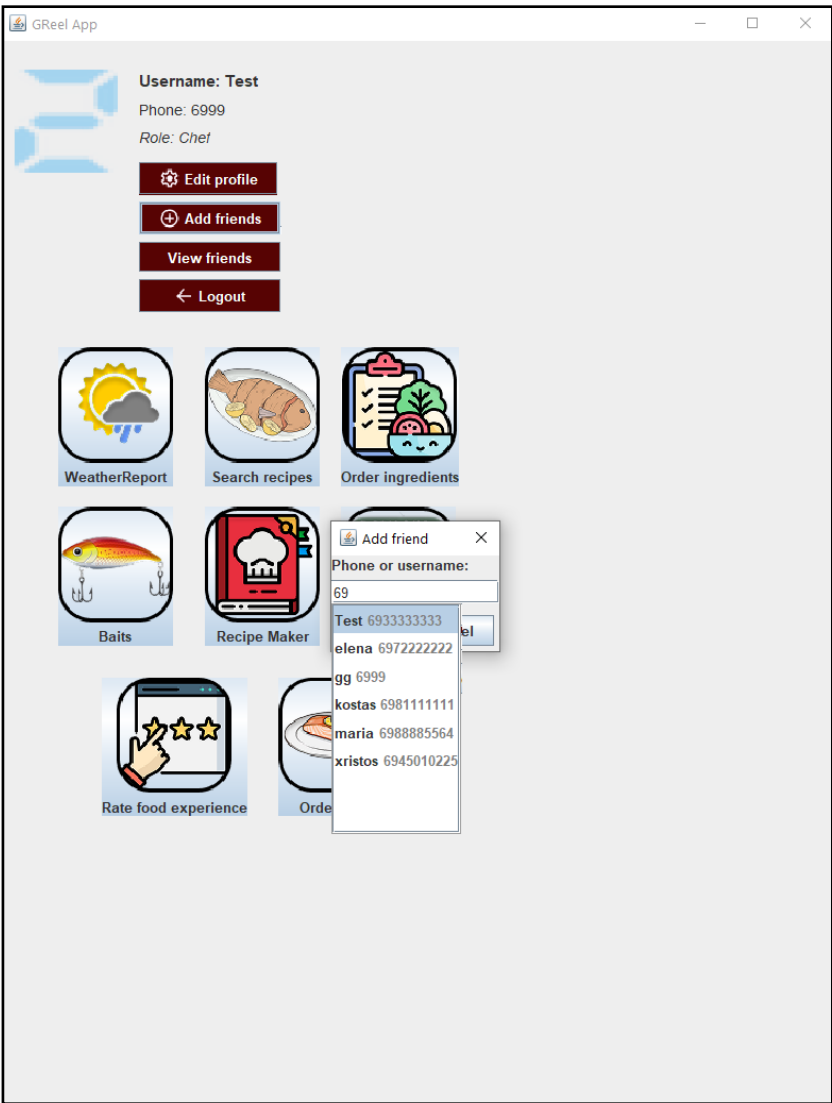 GReel App
Username: Test
Phone: 6999
Role: Chef
Edit profile
Add friends
View friends
Logout
WeatherReport
Search recipes
Order ingredients
Baits
Recipe Maker
Add friend
Phone or username:
69
Test 6933333333
elena 6972222222
gg 6999
kostas 6981111111
maria 6988885564
xristos 6945010225
el
Rate food experience
Orde